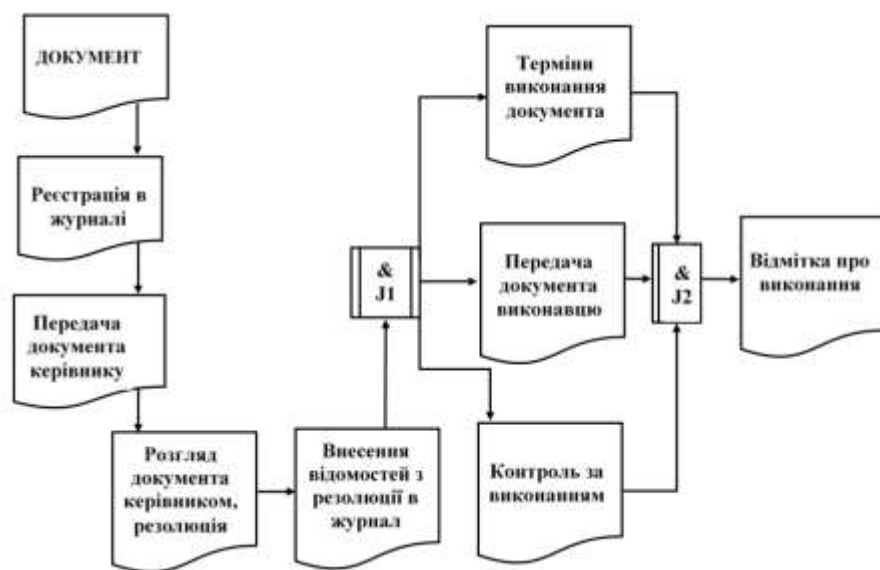 ДОКУМЕНТ
Реєстрація в
журналі
Передача
документа
керівнику
Розгляд
документа
керівником,
резолюція
Внесення
відомостей з
резолюції в
журнал
&
J1
Терміни
виконання
документа
Передача
документа
виконавцю
Контроль за
виконанням
&
J2
Відмітка про
виконання